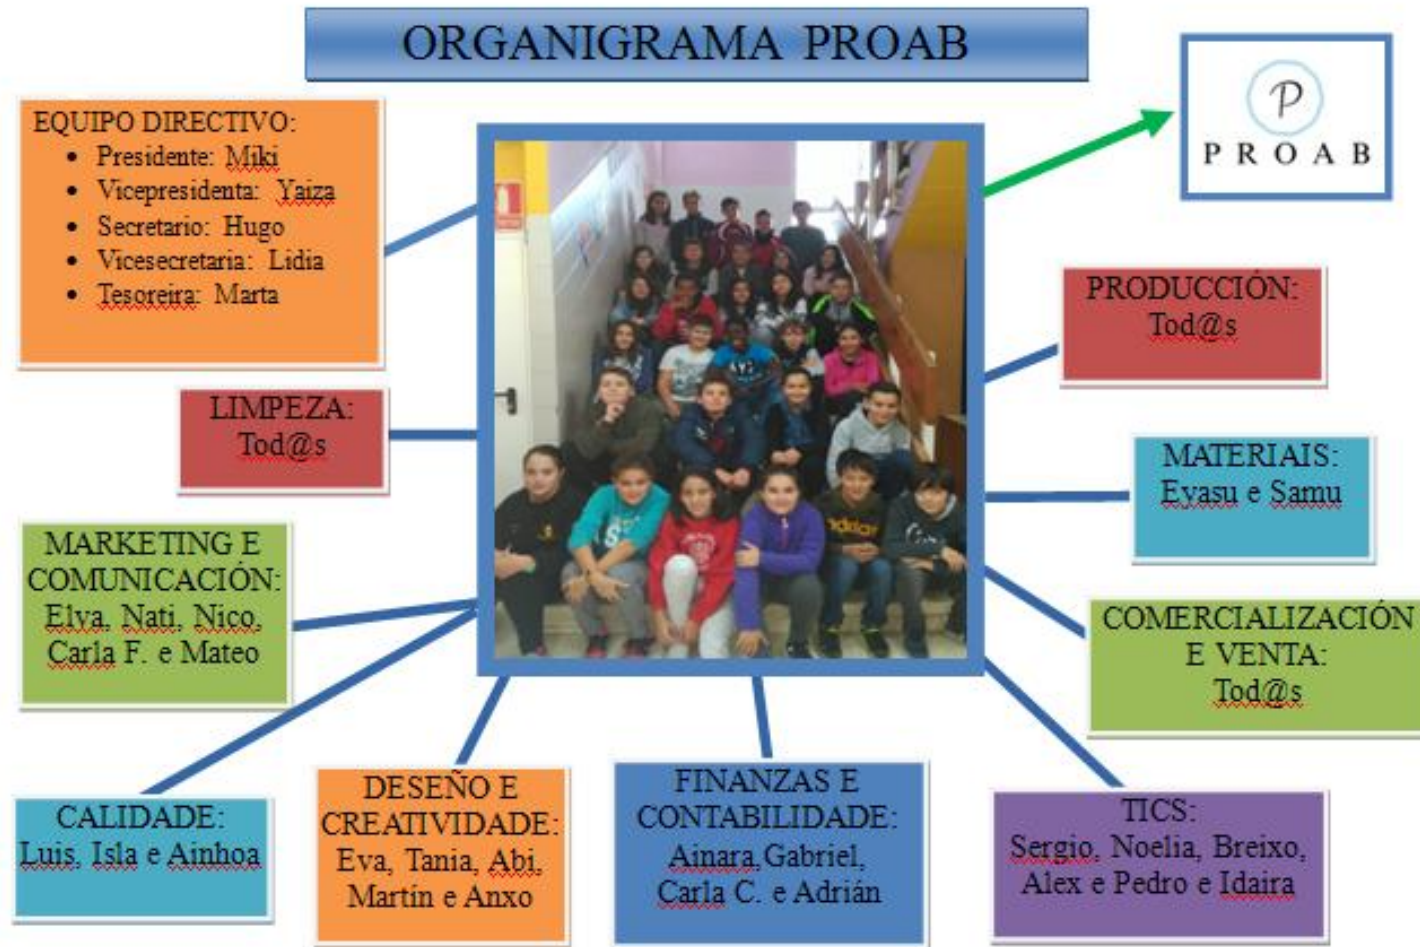 ORGANIGRAMA PROAB
P
PROAB
EQUIPO DIRECTIVO:
• Presidente: Miki
• Vicepresidenta: Yaiza
• Secretario: Hugo
• Vicesecretaria: Lidia
• Tesoreira: Marta
PRODUCCIÓN:
Tod@s
LIMPEZA:
Tod@s
MATERIAIS:
Eyasu e Samu
MARKETING E
COMUNICACIÓN:
Elva, Nati, Nico,
Carla F. e Mateo
COMERCIALIZACIÓN
E VENTA:
Tod@s
CALIDADE:
Luis, Isla e Ainhoa
DESEÑO E
CREATIVIDADE:
Eva, Tania, Abi,
Martín e Anxo
FINANZAS E
CONTABILIDADE:
Ainara,Gabriel,
Carla C. e Adrián
TICS:
Sergio, Noelia, Breixo,
Alex e Pedro e Idaira